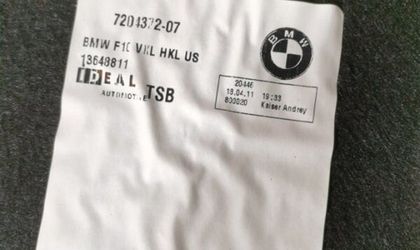 7204372-07
BMW
BMW F10 VKL HKL US
13648811
IDEAL
AUTOMOTIVE TSB
20446
18.04.11 19:33
800020 Kaiser Andrey